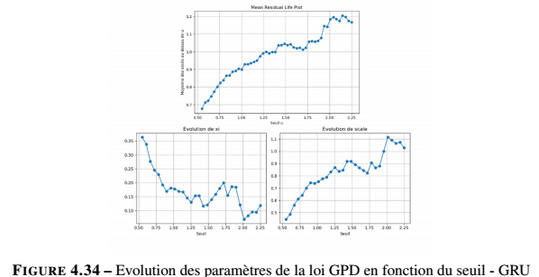 Mean Residual Life Plot
1.2
1.1
1.0
0.9
0.8
0.7
0.50 0.75 1.00 1.25 1.50 1.75 2.00 2.25
Seuil u
Evolution de xi
0.35
0.30
0.25
0.20
0.15
0.10
0.50 0.75 1.00 1.25 1.50 1.75 2.00 2.25
Seuil
Evolution de scale
1.1
1.0
0.9
0.8
0.7
0.6
0.5
0.50 0.75 1.00 1.25 1.50 1.75 2.00 2.25
Seuil
FIGURE 4.34 – Evolution des paramètres de la loi GPD en fonction du seuil - GRU